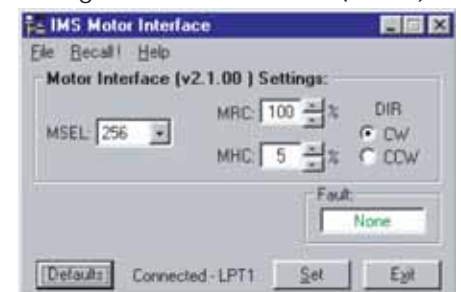 IMS Motor Interface
File Recall! Help
Motor Interface (v2.1.00 ) Settings:
MSEL: 256
MRC: 100 %
DIR
CW
MHC: 5 %
CCW
Fault:
None
Defaults Connected - LPT1 Set Exit